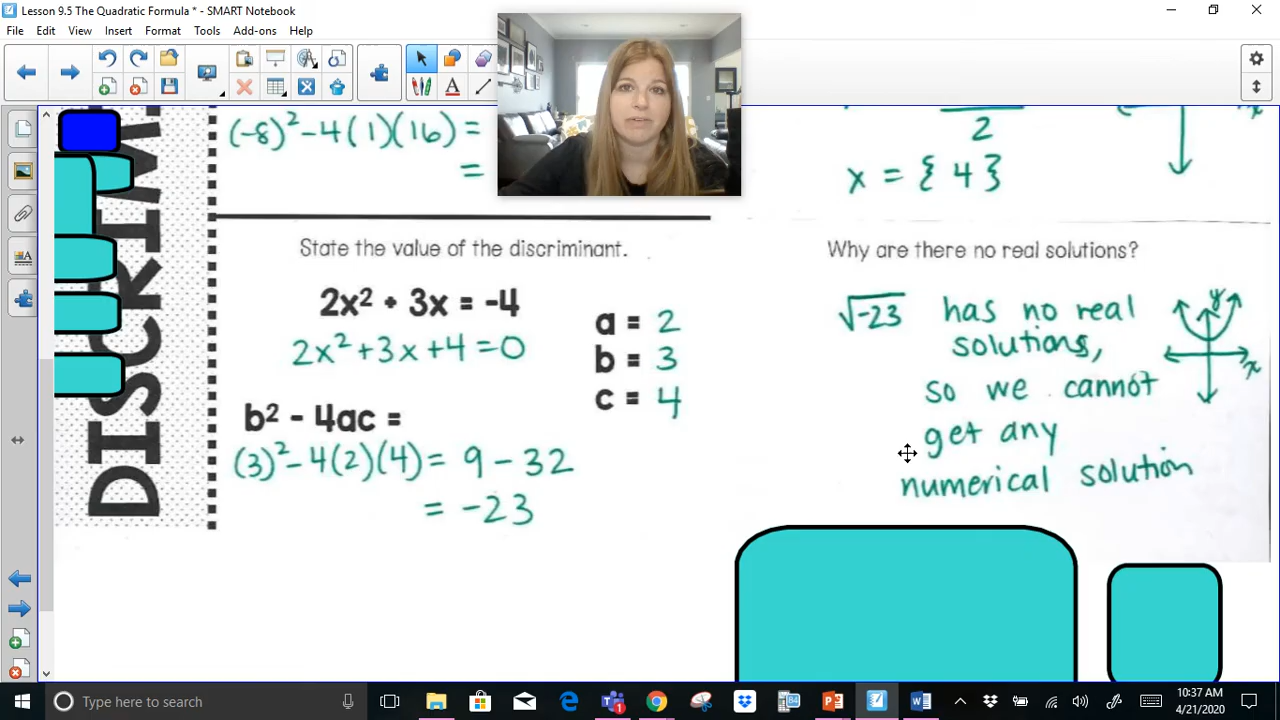 Lesson 9.5 The Quadratic Formula * - SMART Notebook
File Edit View Insert Format Tools Add-ons Help
(-8)² - 4(1)(16) =
=
2
x = { 4 }
DISCRIM
State the value of the discriminant.
2x² + 3x = -4
2x² + 3x + 4 = 0
a = 2
b = 3
c = 4
b² - 4ac =
(3)² - 4(2)(4) = 9 - 32
= -23
Why are there no real solutions?
√-23 has no real
solutions,
so we cannot
get any
numerical solution
y
x
Type here to search
1
10:37 AM
4/21/2020